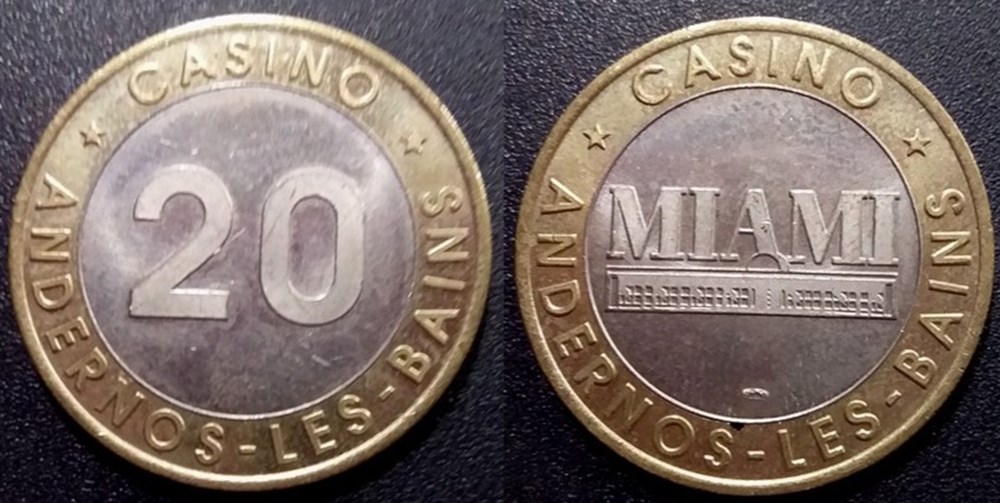 CASINO
20
ANDERNOS-LES-BAINS
CASINO
MIAMI
ANDERNOS-LES-BAINS